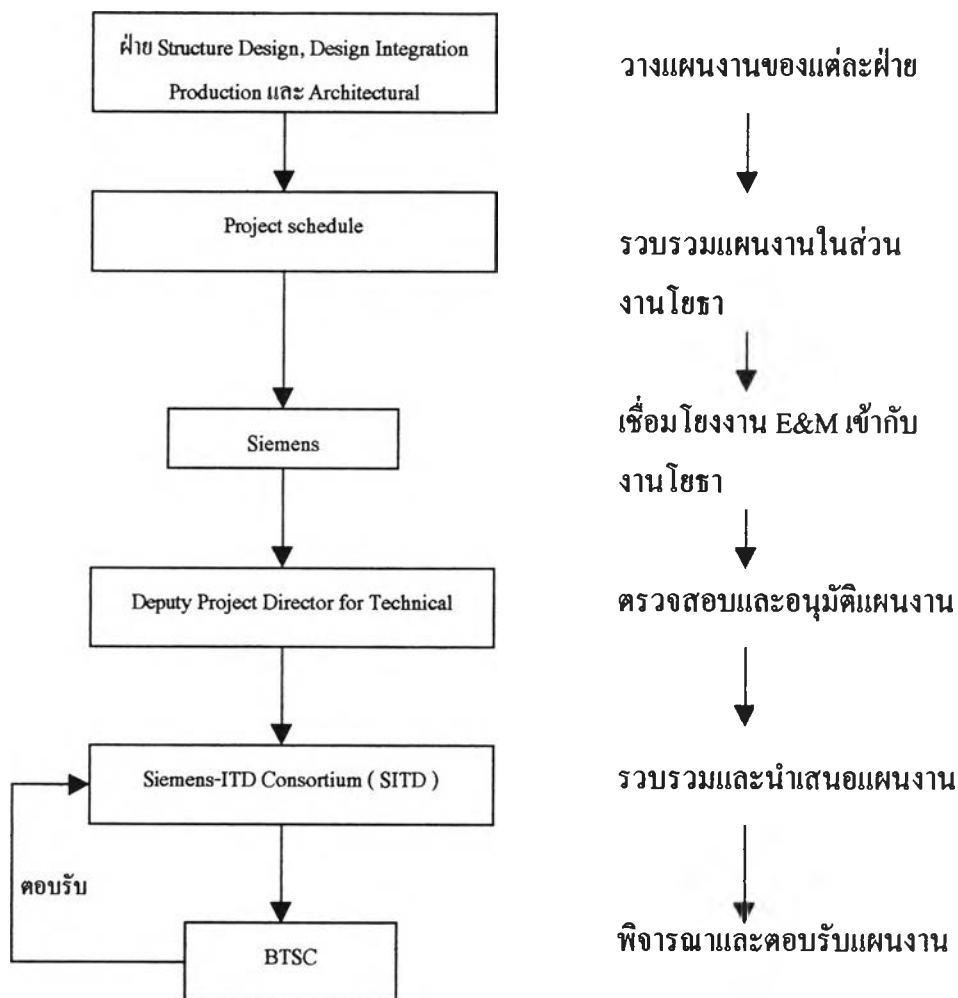 ฝ่าย Structure Design, Design Integration
Production และ Architectural
วางแผนงานของแต่ละฝ่าย
Project schedule
รวบรวมแผนงานในส่วน
งานโยธา
Siemens
เชื่อมโยงงาน E&M เข้ากับ
งานโยธา
Deputy Project Director for Technical
ตรวจสอบและอนุมัติแผนงาน
Siemens-ITD Consortium ( SITD )
รวบรวมและนำเสนอแผนงาน
ตอบรับ
BTSC
พิจารณาและตอบรับแผนงาน